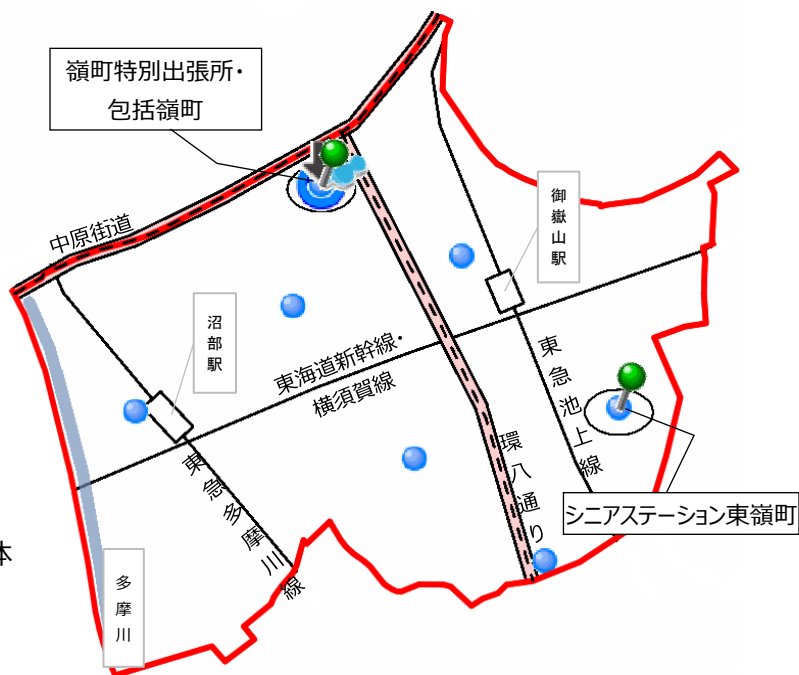 嶺町特別出張所・
包括嶺町
中原街道
御嶽山駅
沼部駅
東海道新幹線・
横須賀線
東急池上線
環八通り
東急多摩川線
シニアステーション東嶺町
体
多摩川